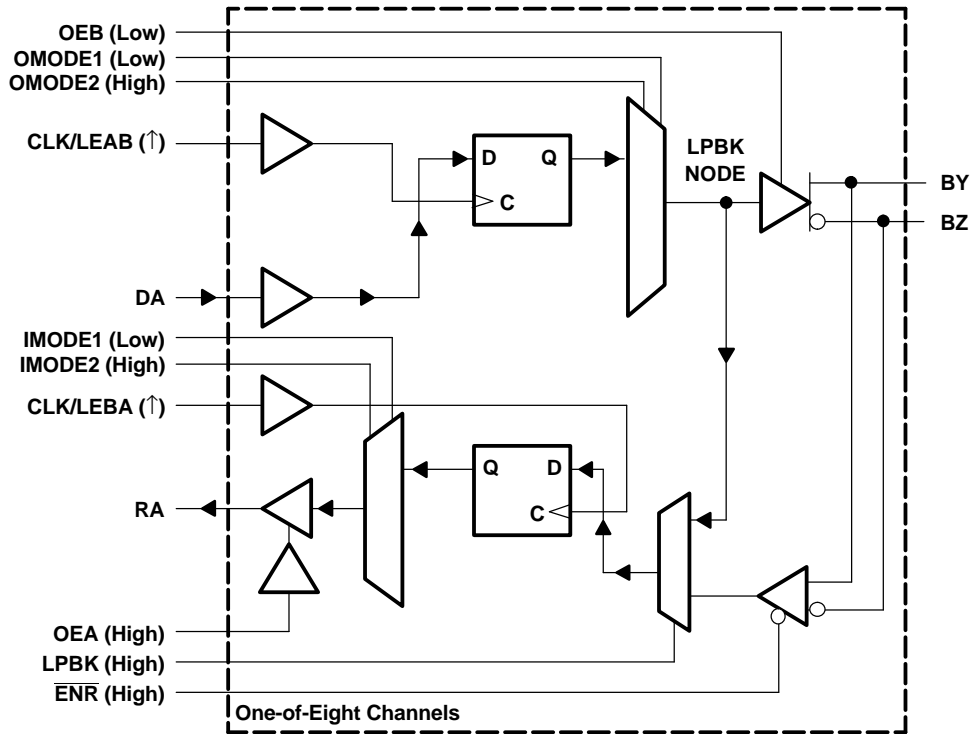 OEB (Low)
OMODE1 (Low)
OMODE2 (High)
CLK/LEAB (↑)
D
Q
C
LPBK
NODE
BY
BZ
DA
IMODE1 (Low)
IMODE2 (High)
CLK/LEBA (↑)
Q
D
C
RA
OEA (High)
LPBK (High)
E̅N̅R̅ (High)
One-of-Eight Channels